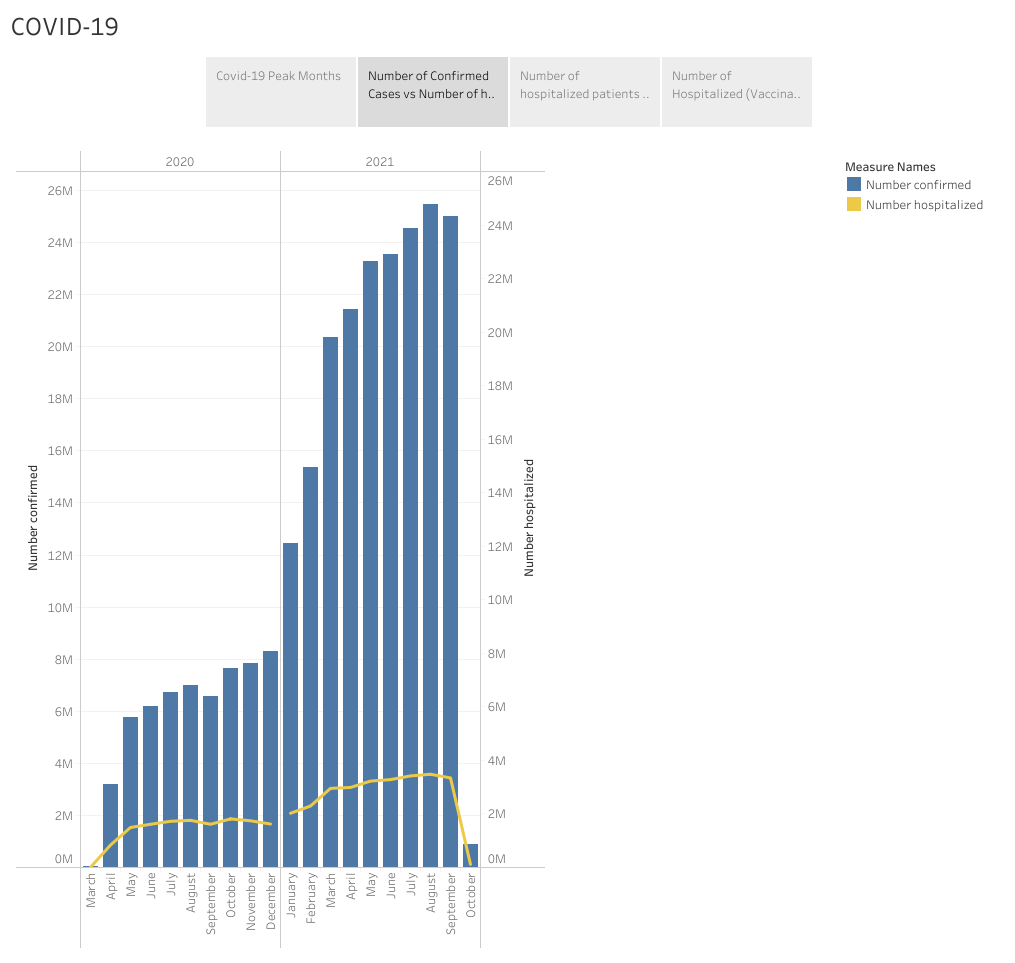 COVID-19
Covid-19 Peak Months
Number of Confirmed
Cases vs Number of h..
Number of
hospitalized patients ..
Number of
Hospitalized (Vaccina..
2020
2021
Measure Names
Number confirmed
Number hospitalized
26M
24M
22M
20M
18M
16M
14M
12M
10M
8M
6M
4M
2M
0M
Number confirmed
26M
24M
22M
20M
18M
16M
14M
12M
10M
8M
6M
4M
2M
0M
Number hospitalized
March
April
May
June
July
August
September
October
November
December
January
February
March
April
May
June
July
August
September
October